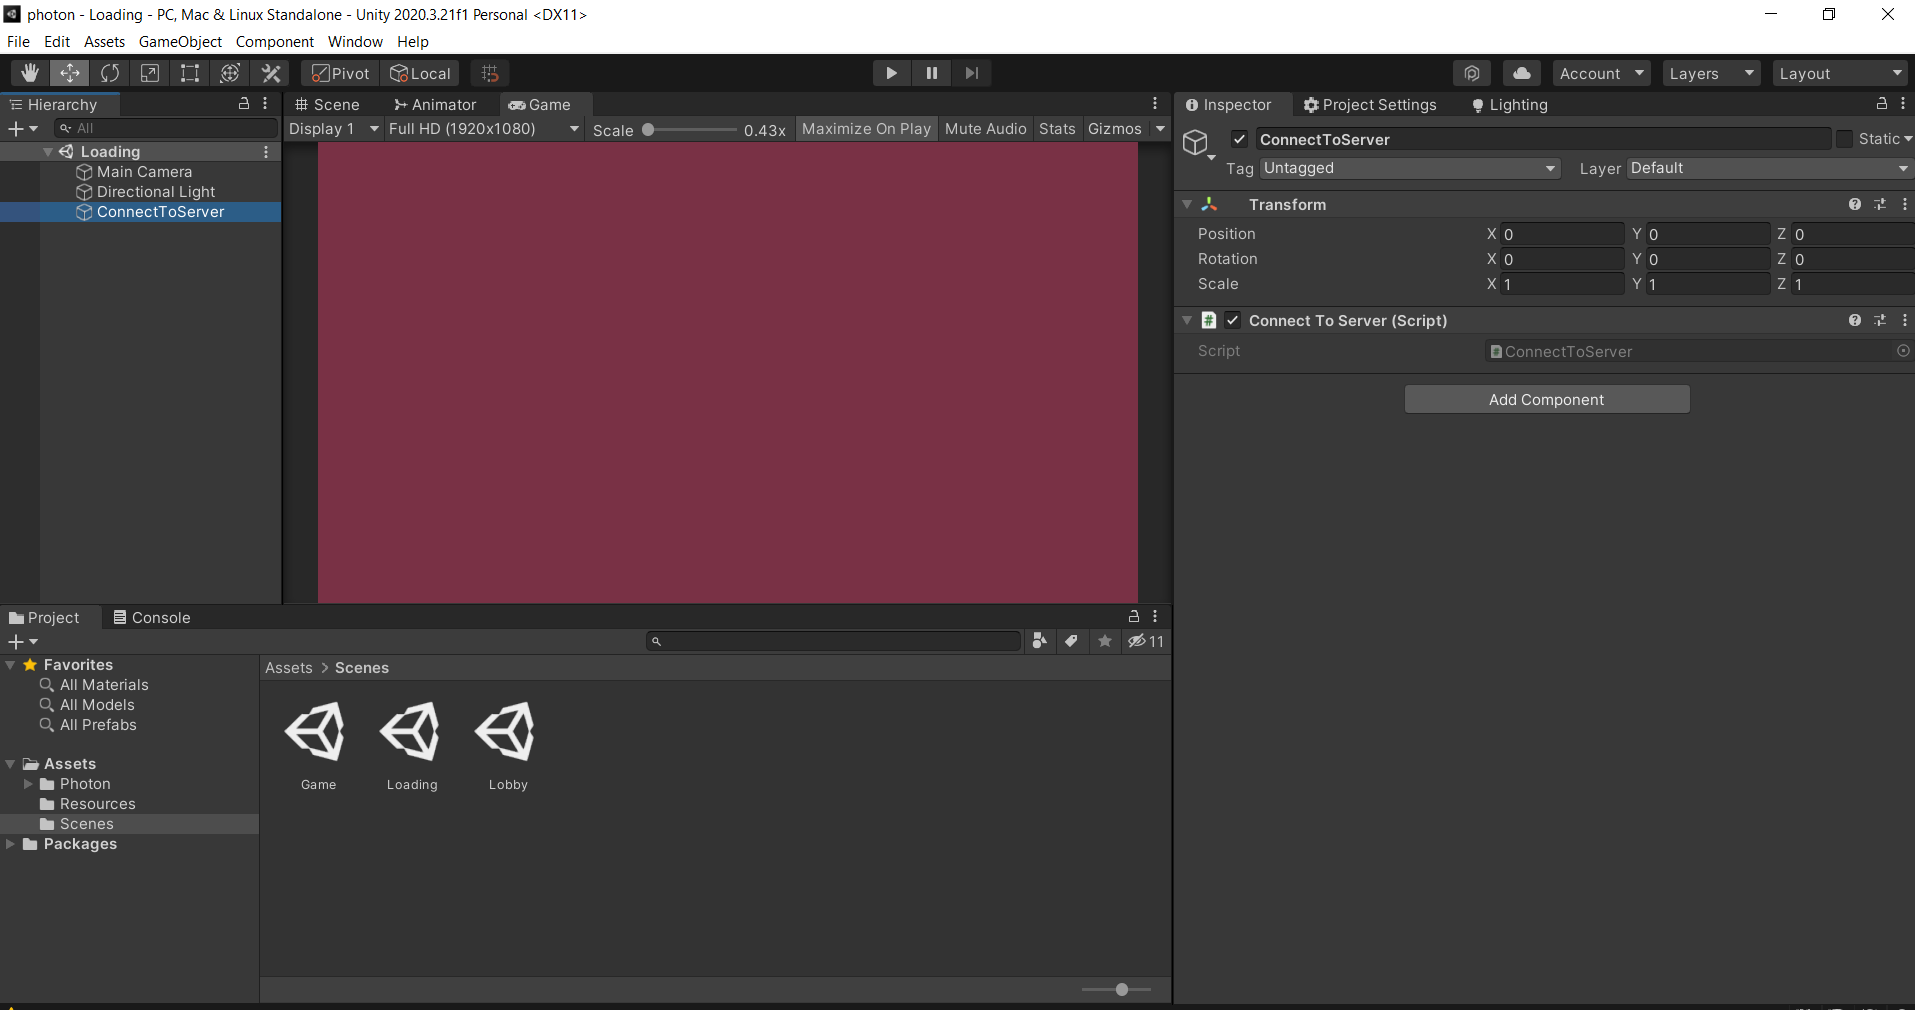 photon - Loading - PC, Mac & Linux Standalone - Unity 2020.3.21f1 Personal <DX11>
File Edit Assets GameObject Component Window Help
Pivot Local Account Layers Layout
Hierarchy
All
Loading
Main Camera
Directional Light
ConnectToServer
Scene Animator Game
Display 1 Full HD (1920x1080) Scale 0.43x Maximize On Play Mute Audio Stats Gizmos
Inspector Project Settings Lighting
ConnectToServer Static
Tag Untagged Layer Default
Transform
Position X 0 Y 0 Z 0
Rotation X 0 Y 0 Z 0
Scale X 1 Y 1 Z 1
# Connect To Server (Script)
Script ConnectToServer
Add Component
Project Console
11
Favorites
All Materials
All Models
All Prefabs
Assets
Photon
Resources
Scenes
Packages
Assets > Scenes
Game Loading Lobby